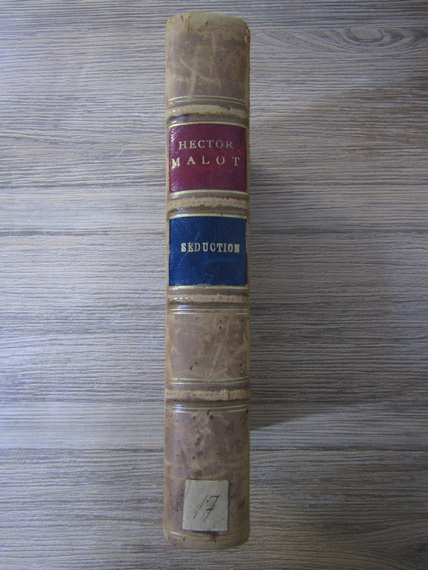 HECTOR
MALOT
SEDUCTION
17